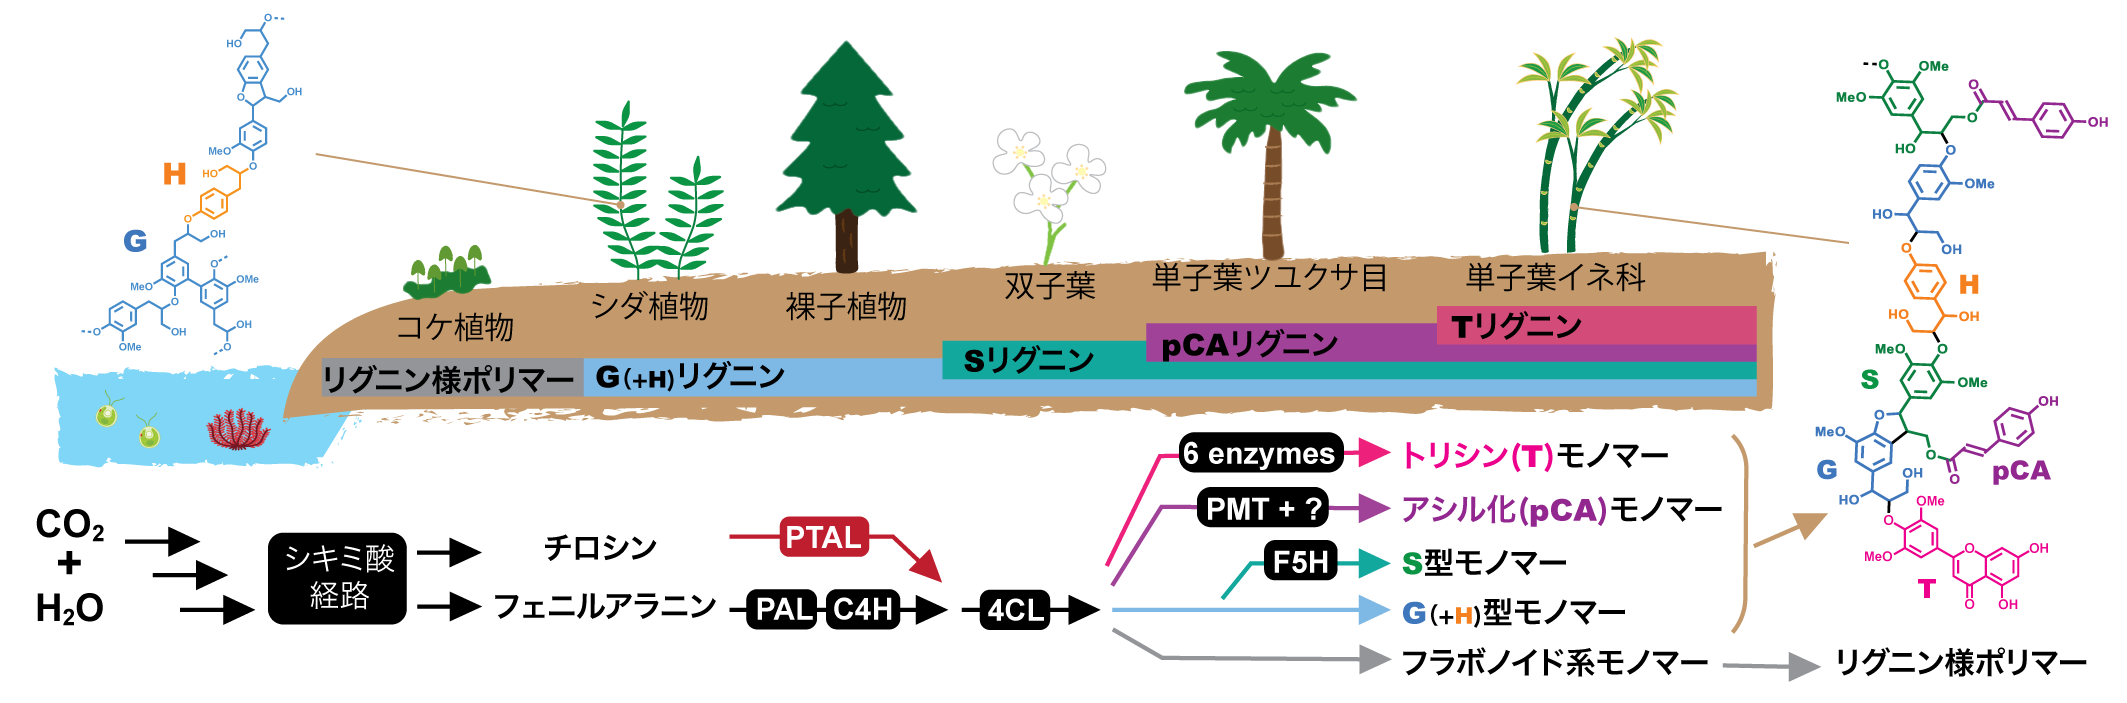 O
HO
O
OH
MeO
O
HO
H
O
G
OH
O
MeO
OMe
O
O
OH
OMe
OH
O
コケ植物
シダ植物
裸子植物
双子葉
単子葉ツユクサ目
単子葉イネ科
リグニン様ポリマー
G(+H)リグニン
Sリグニン
pCAリグニン
Tリグニン
O
OMe
MeO
O
O
OH
HO
O
OMe
HO
O
OH
H
HO
OH
O
MeO
OMe
S
O
OH
MeO
O
O
G
pCA
OH
HO
OMe
O
MeO
O
OH
T
O
OH
CO2
+
H2O
シキミ酸
経路
チロシン
フェニルアラニン
PTAL
PAL
C4H
4CL
6 enzymes
トリシン(T)モノマー
PMT + ?
アシル化(pCA)モノマー
F5H
S型モノマー
G(+H)型モノマー
フラボノイド系モノマー
リグニン様ポリマー